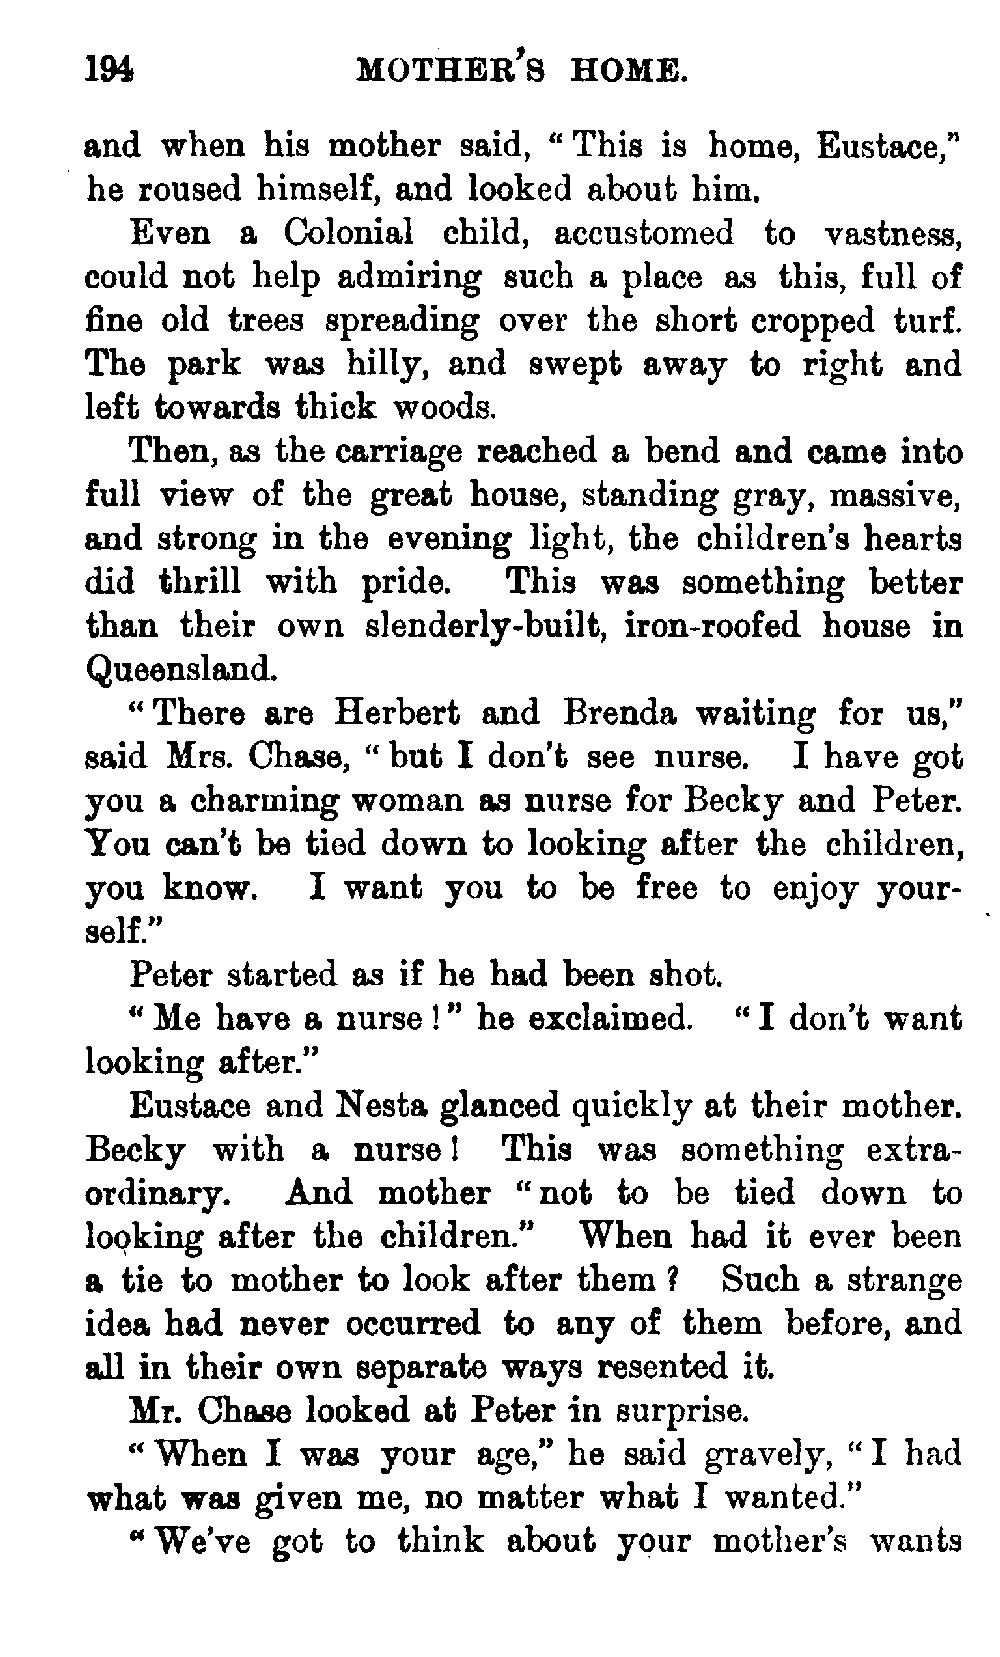 194 MOTHER'S HOME.
and when his mother said, “ This is home, Eustace,”
he roused himself, and looked about him.
Even a Colonial child, accustomed to vastness,
could not help admiring such a place as this, full of
fine old trees spreading over the short cropped turf.
The park was hilly, and swept away to right and
left towards thick woods.
Then, as the carriage reached a bend and came into
full view of the great house, standing gray, massive,
and strong in the evening light, the children's hearts
did thrill with pride. This was something better
than their own slenderly-built, iron-roofed house in
Queensland.
“ There are Herbert and Brenda waiting for us,”
said Mrs. Chase, “ but I don't see nurse. I have got
you a charming woman as nurse for Becky and Peter.
You can't be tied down to looking after the children,
you know. I want you to be free to enjoy your-
self.”
Peter started as if he had been shot.
“ Me have a nurse ! ” he exclaimed. “ I don't want
looking after.”
Eustace and Nesta glanced quickly at their mother.
Becky with a nurse ! This was something extra-
ordinary. And mother “ not to be tied down to
looking after the children.” When had it ever been
a tie to mother to look after them ? Such a strange
idea had never occurred to any of them before, and
all in their own separate ways resented it.
Mr. Chase looked at Peter in surprise.
“ When I was your age,” he said gravely, “ I had
what was given me, no matter what I wanted.”
“ We've got to think about your mother's wants